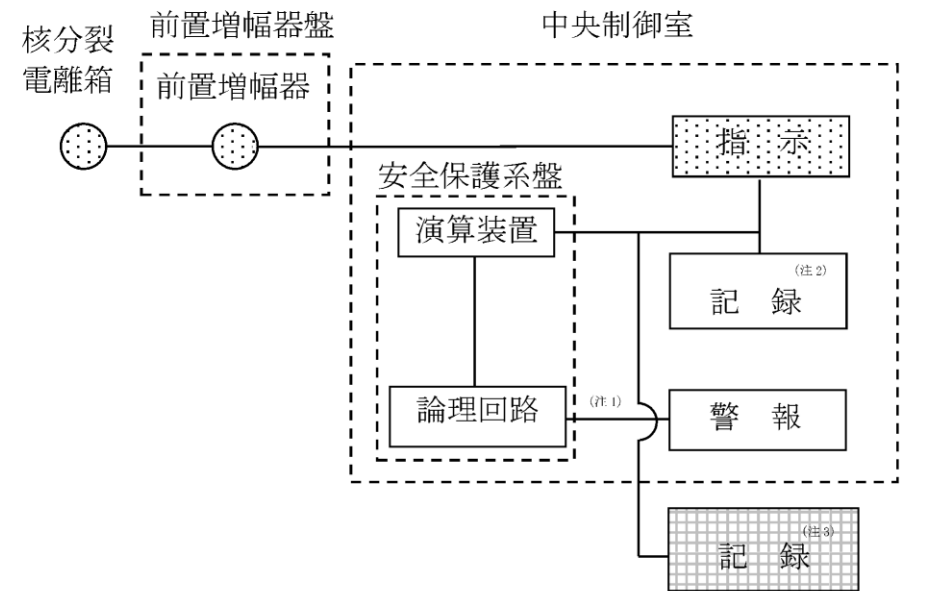 核分裂
電離箱
前置増幅器盤
前置増幅器
中央制御室
指 示
安全保護系盤
演算装置
(注2)
記 録
論理回路
(注1)
警 報
(注3)
記 録